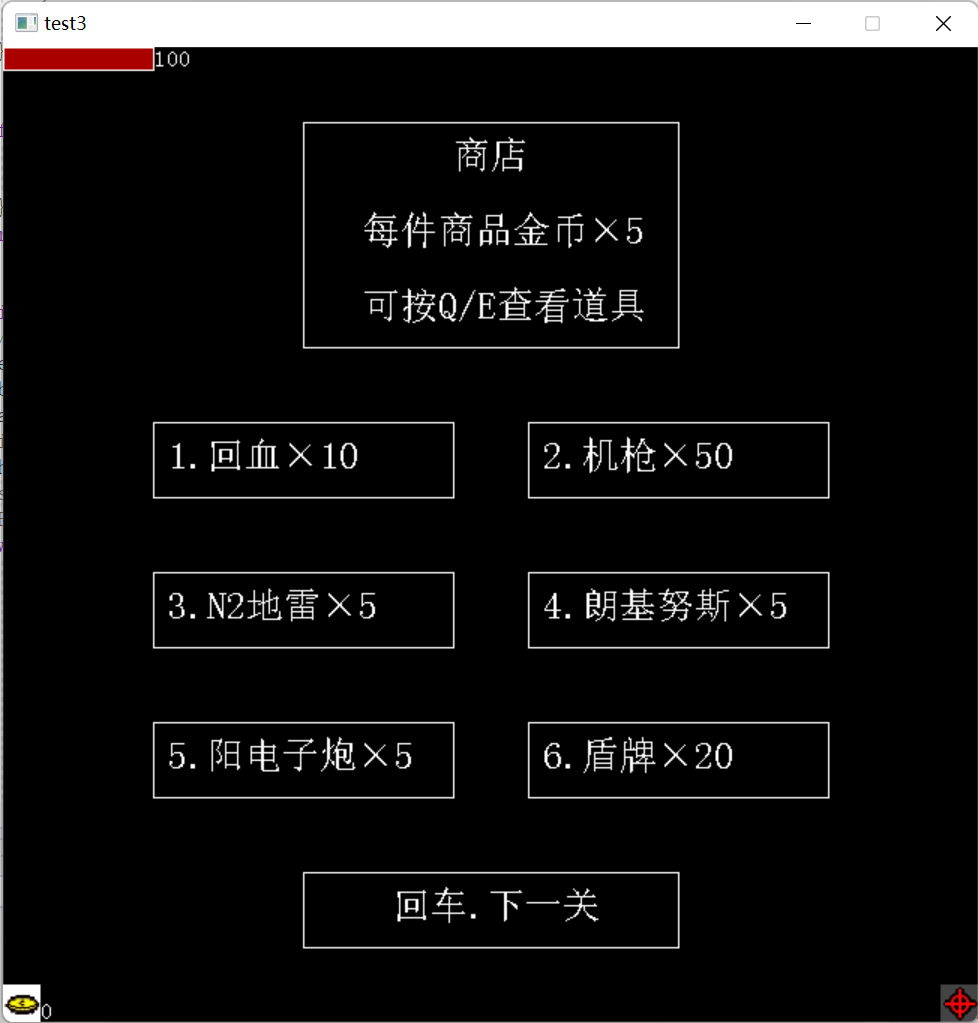 test3
100
商店
每件商品金币×5
可按Q/E查看道具
1.回血×10
2.机枪×50
3.N2地雷×5
4.朗基努斯×5
5.阳电子炮×5
6.盾牌×20
回车.下一关
0